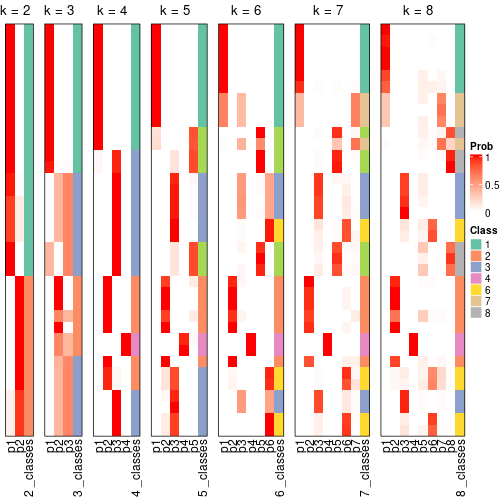 k = 2
k = 3
k = 4
k = 5
k = 6
k = 7
k = 8
p1
p2
2_classes
p1
p2
p3
3_classes
p1
p2
p3
p4
4_classes
p1
p2
p3
p4
p5
5_classes
p1
p2
p3
p4
p5
p6
6_classes
p1
p2
p3
p4
p5
p6
p7
7_classes
p1
p2
p3
p4
p5
p6
p7
p8
8_classes
Prob
1
0.5
0
Class
1
2
3
4
6
7
8